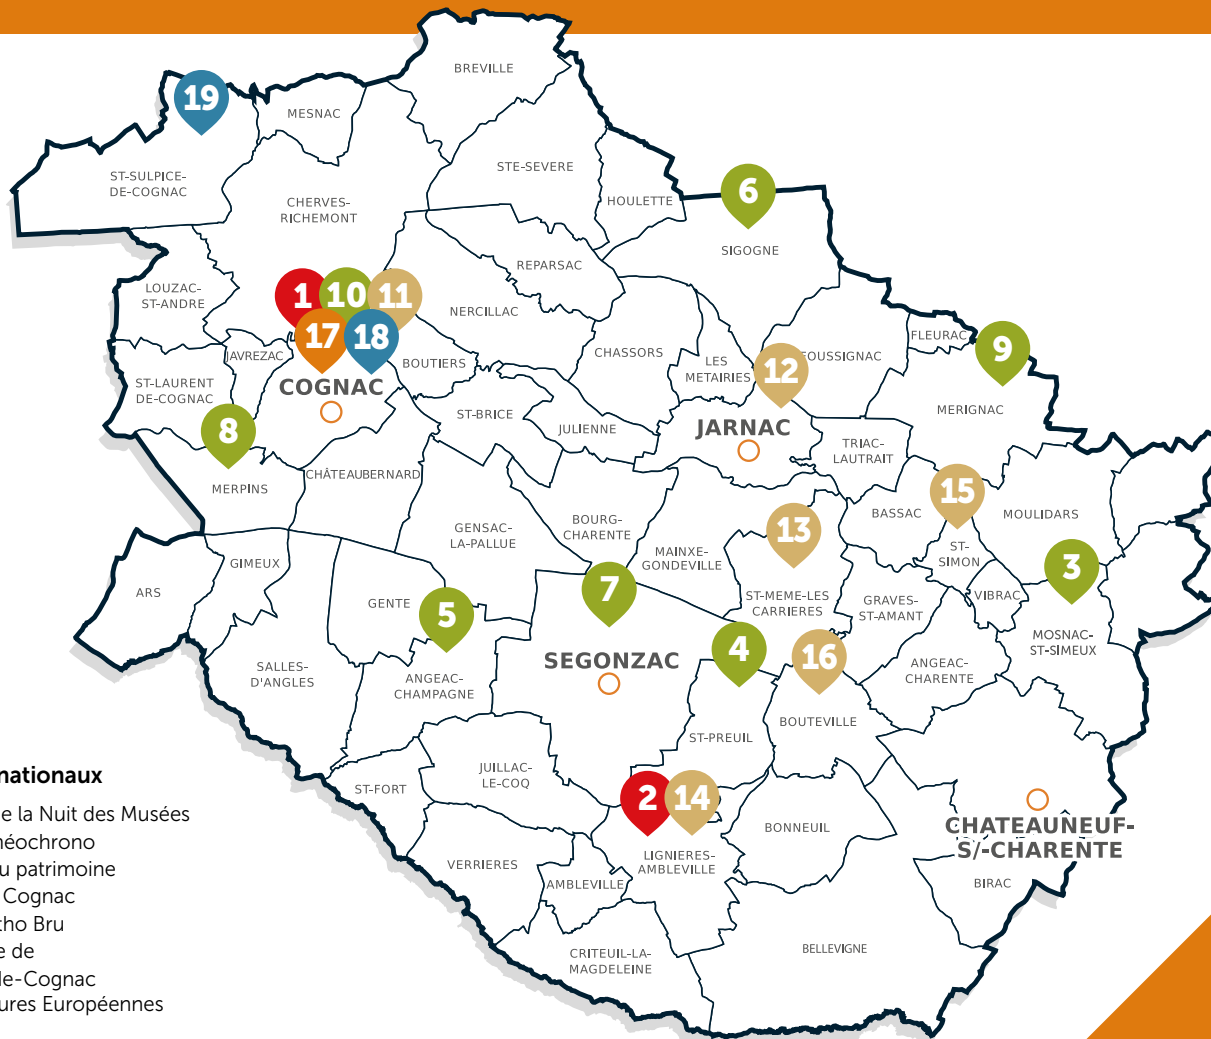 BREVILLE
19
MESNAC
ST-SULPICE-
DE-COGNAC
STE-SEVERE
CHERVES-
RICHEMONT
HOULETTE
6
SIGOGNE
REPARSAC
LOUZAC-
ST-ANDRE
1
10
11
NERCILLAC
17
18
JAVREZAC
BOUTIERS
CHASSORS
LES
METAIRIES
12
FOUSSIGNAC
FLEURAC
9
MERIGNAC
ST-LAURENT
DE-COGNAC
COGNAC
ST-BRICE
JULIENNE
JARNAC
TRIAC-
LAUTRAIT
8
MERPINS
CHÂTEAUBERNARD
GENSAC-
LA-PALLUE
BOURG-
CHARENTE
MAINXE-
GONDEVILLE
13
BASSAC
15
MOULIDARS
ST-
SIMON
3
ARS
GIMEUX
GENTE
5
7
ST-MEME-LES
CARRIERES
GRAVES-
ST-AMANT
VIBRAC
MOSNAC-
ST-SIMEUX
SALLES-
D'ANGLES
ANGEAC-
CHAMPAGNE
SEGONZAC
4
16
ANGEAC-
CHARENTE
ST-PREUIL
BOUTEVILLE
JUILLAC-
LE-COQ
ST-FORT
2
14
BONNEUIL
CHATEAUNEUF-
S/-CHARENTE
VERRIERES
LIGNIERES-
AMBLEVILLE
AMBLEVILLE
BIRAC
CRITEUIL-LA-
MAGDELEINE
BELLEVIGNE
nationaux
e la Nuit des Musées
néochrono
u patrimoine
Cognac
tho Bru
e de
de-Cognac
ures Européennes